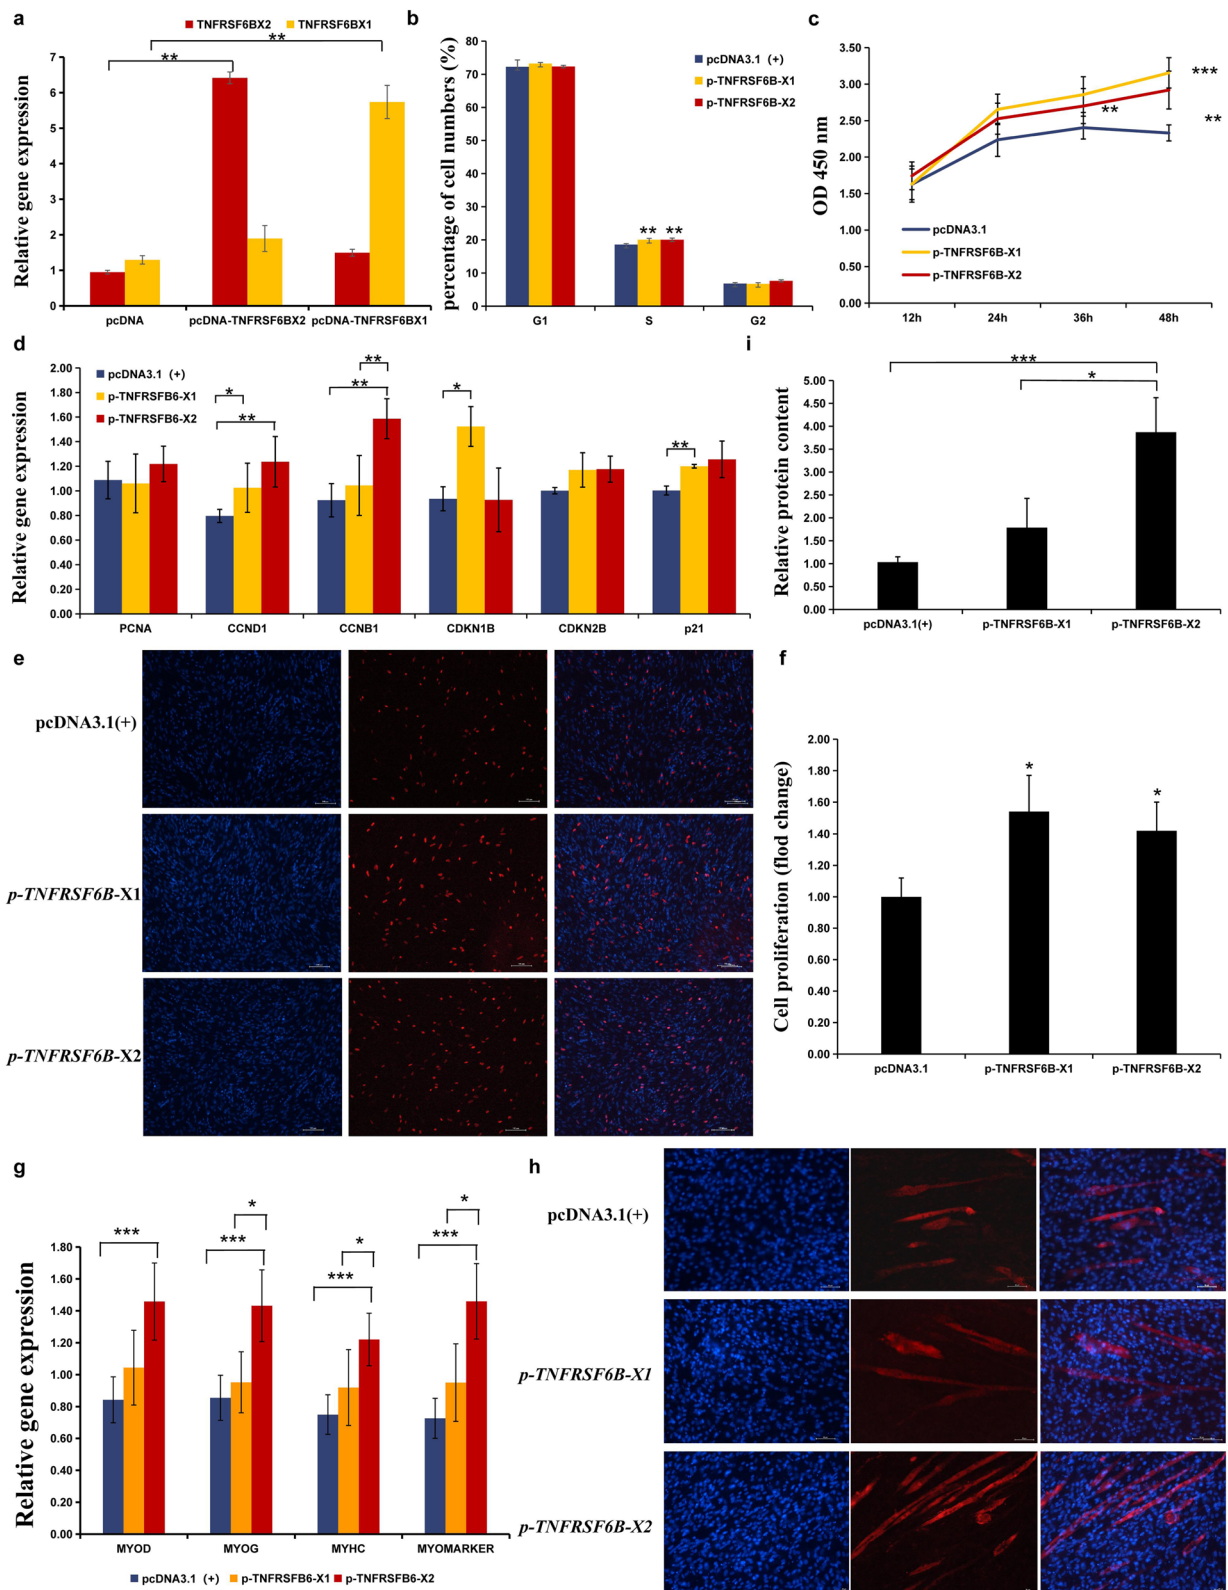 a
TNFRSF6BX2 TNFRSF6BX1
**
**
Relative gene expression
7
6
5
4
3
2
1
0
pcDNA pcDNA-TNFRSF6BX2 pcDNA-TNFRSF6BX1
b
percentage of cell numbers (%)
80
70
60
50
40
30
20
10
0
pcDNA3.1 (+)
p-TNFRSF6B-X1
p-TNFRSF6B-X2
** **
G1 S G2
c
OD 450 nm
3.50
3.00
2.50
2.00
1.50
1.00
0.50
0.00
***
**
**
pcDNA3.1
p-TNFRSF6B-X1
p-TNFRSF6B-X2
12h 24h 36h 48h
d
Relative gene expression
2.00
1.80
1.60
1.40
1.20
1.00
0.80
0.60
0.40
0.20
0.00
pcDNA3.1 (+)
p-TNFRSFB6-X1
p-TNFRSFB6-X2
*
**
**
**
*
**
PCNA CCND1 CCNB1 CDKN1B CDKN2B p21
i
***
*
Relative protein content
5.00
4.50
4.00
3.50
3.00
2.50
2.00
1.50
1.00
0.50
0.00
pcDNA3.1(+) p-TNFRSF6B-X1 p-TNFRSF6B-X2
e
pcDNA3.1(+)
p-TNFRSF6B-X1
p-TNFRSF6B-X2
f
Cell proliferation (flod change)
2.00
1.80
1.60
1.40
1.20
1.00
0.80
0.60
0.40
0.20
0.00
*
*
pcDNA3.1 p-TNFRSF6B-X1 p-TNFRSF6B-X2
g
Relative gene expression
1.80
1.60
1.40
1.20
1.00
0.80
0.60
0.40
0.20
0.00
***
*
***
*
***
*
***
MYOD MYOG MYHC MYOMARKER
pcDNA3.1 (+) p-TNFRSFB6-X1 p-TNFRSFB6-X2
h
pcDNA3.1(+)
p-TNFRSF6B-X1
p-TNFRSF6B-X2